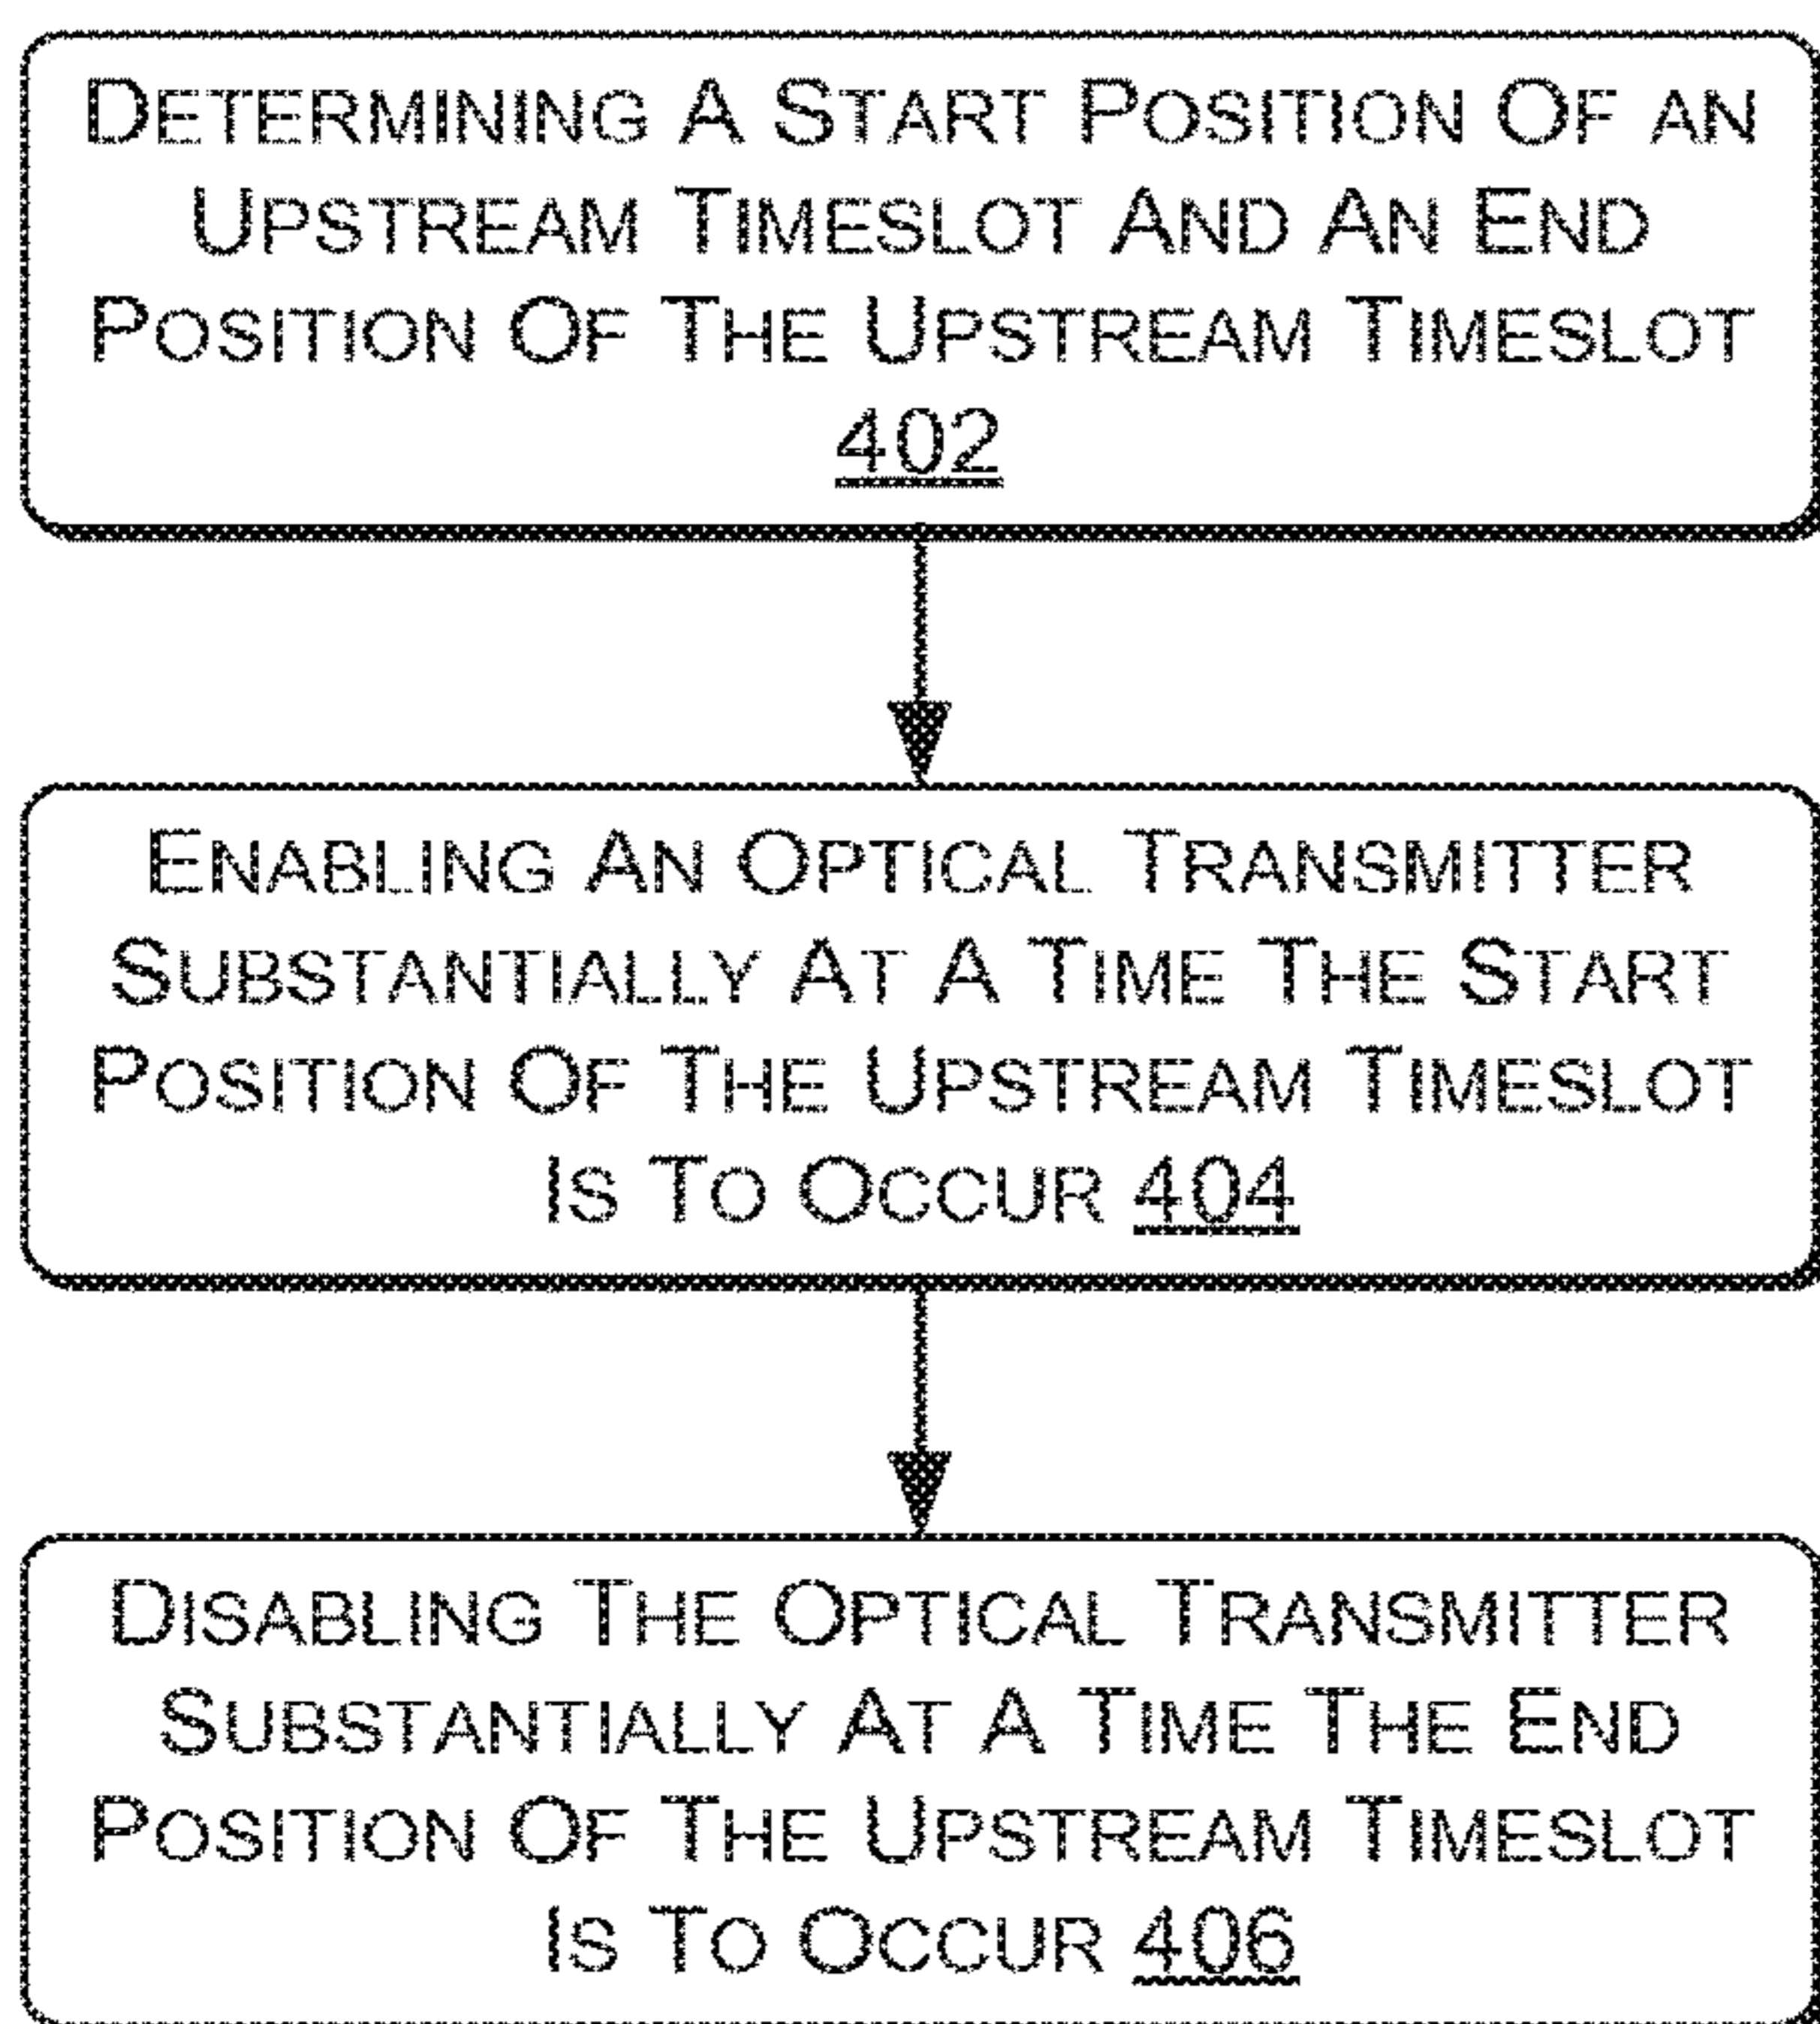 DETERMINING A START POSITION OF AN
UPSTREAM TIMESLOT AND AN END
POSITION OF THE UPSTREAM TIMESLOT
402
ENABLING AN OPTICAL TRANSMITTER
SUBSTANTIALLY AT A TIME THE START
POSITION OF THE UPSTREAM TIMESLOT
IS TO OCCUR 404
DISABLING THE OPTICAL TRANSMITTER
SUBSTANTIALLY AT A TIME THE END
POSITION OF THE UPSTREAM TIMESLOT
IS TO OCCUR 406